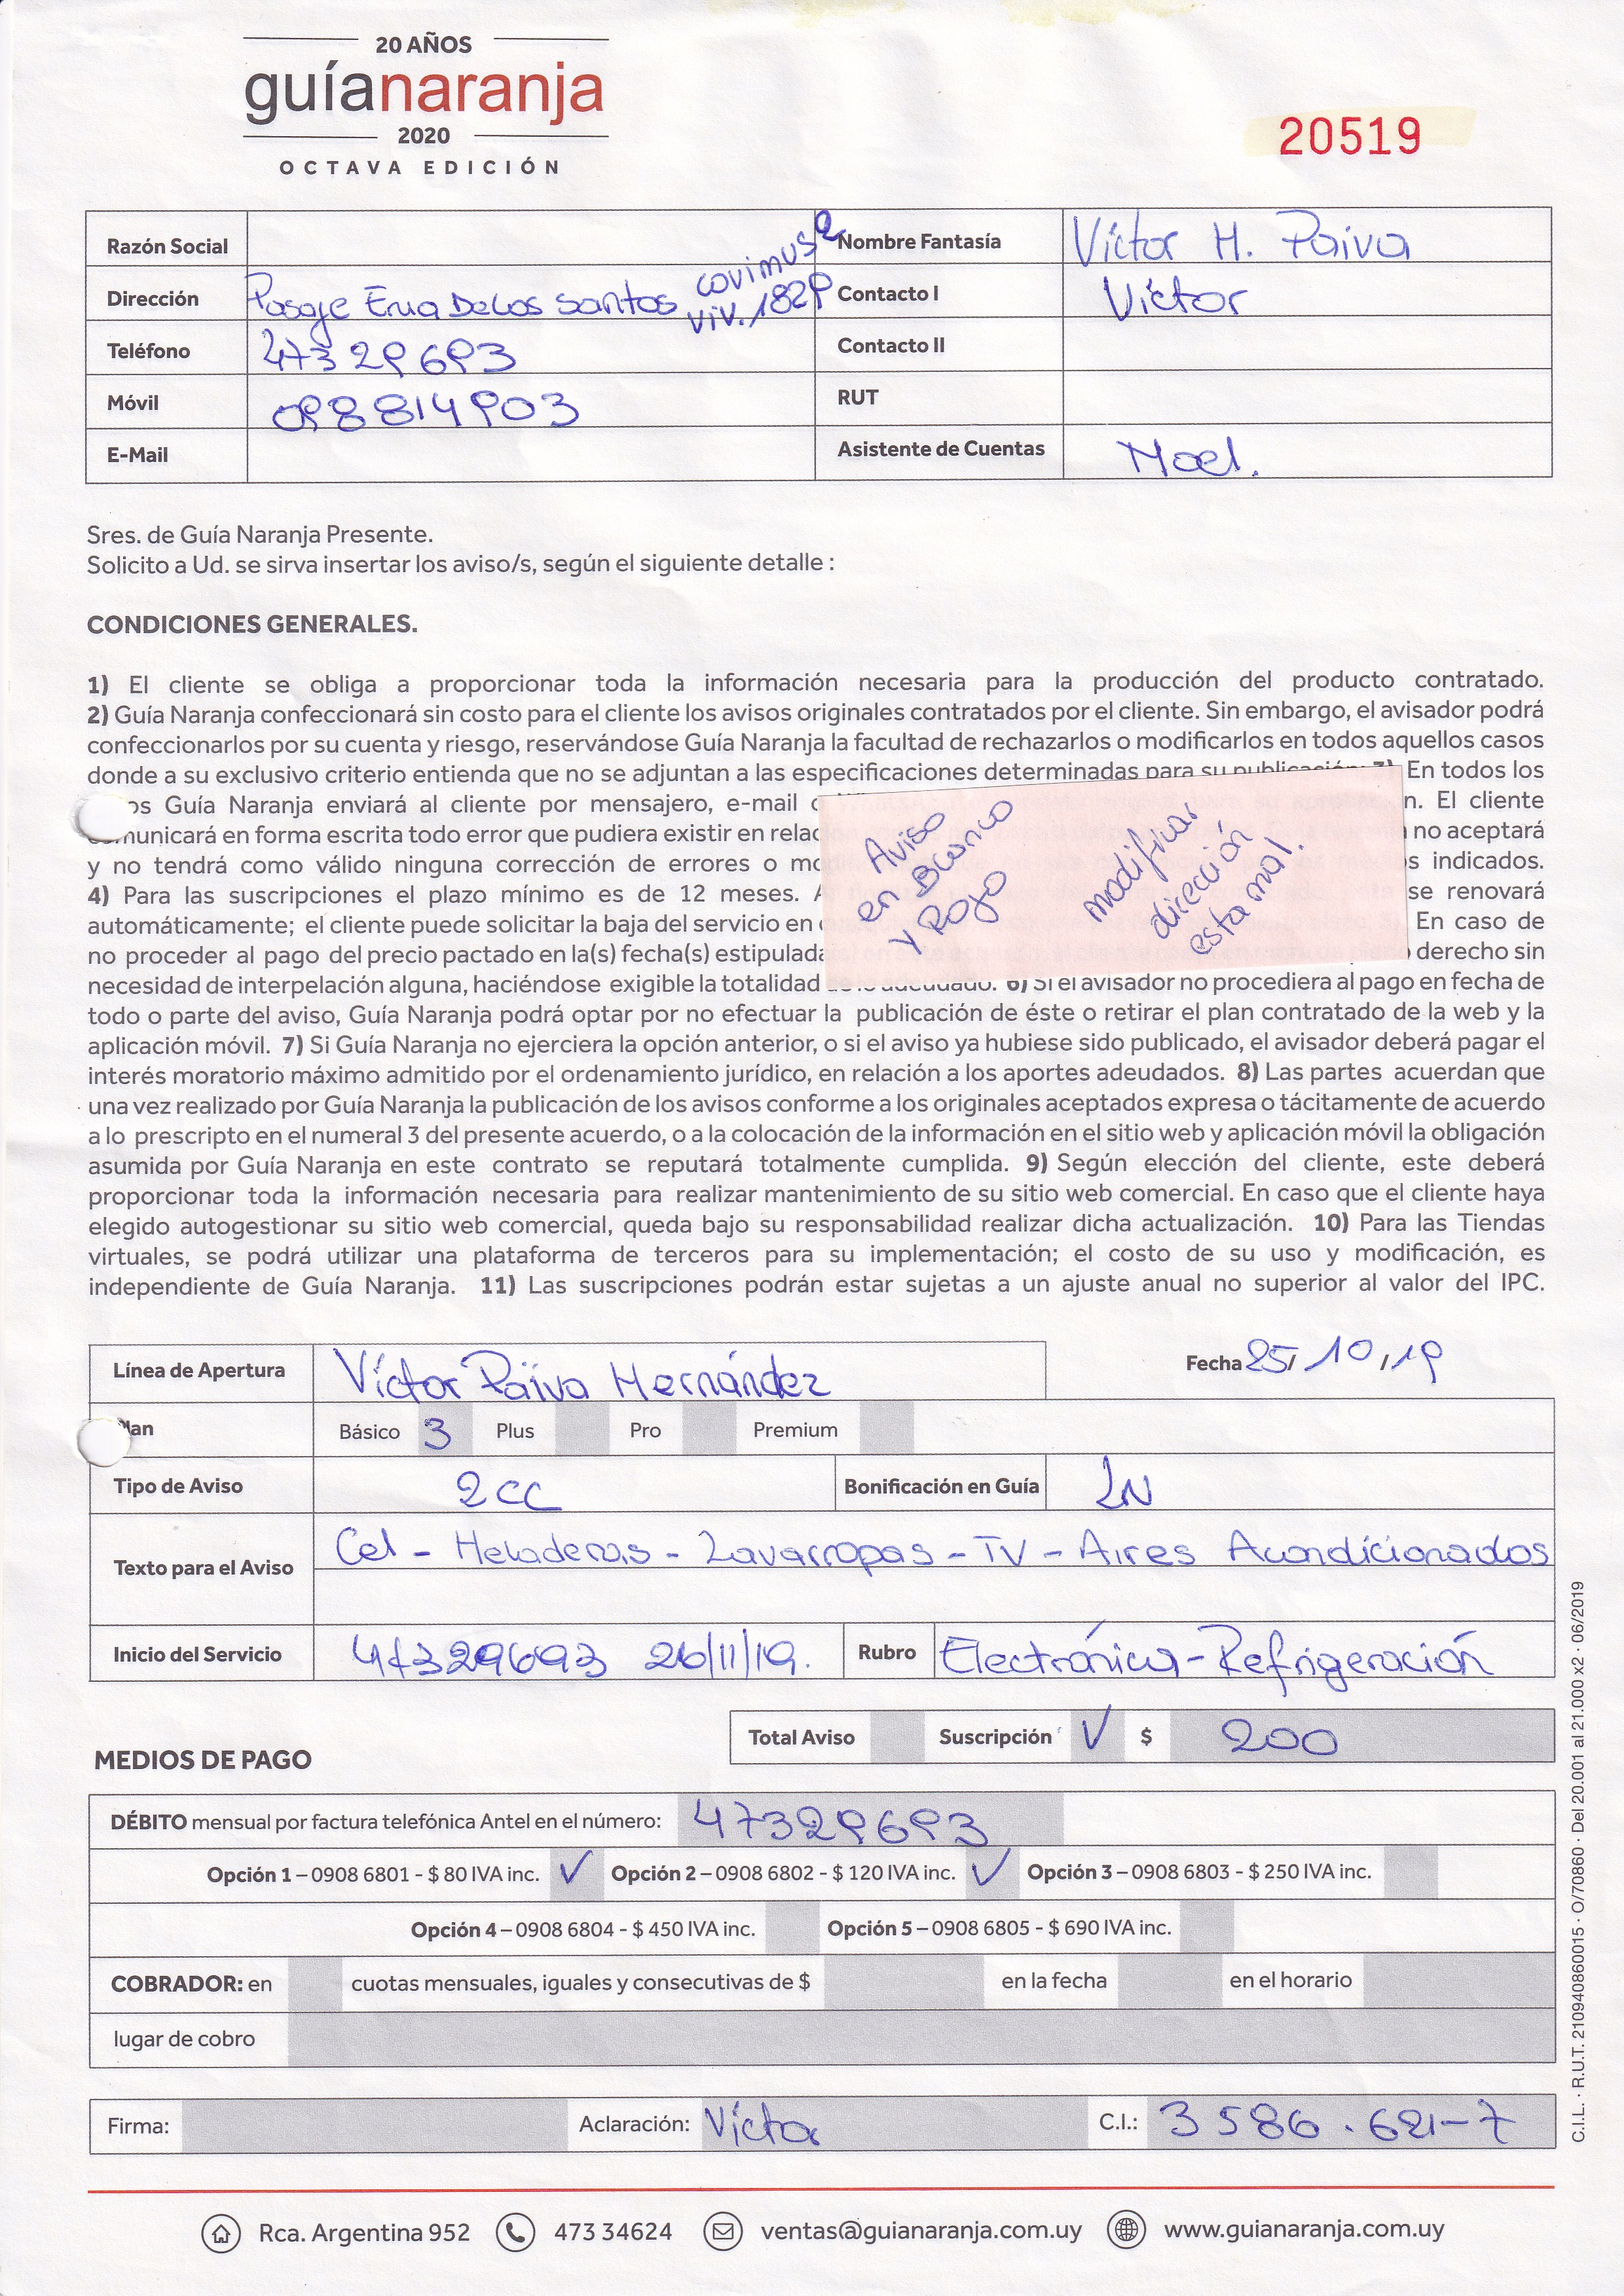 20 AÑOS
guíanaranja
2020
OCTAVA EDICIÓN
20519
Razón Social
Nombre Fantasía Víctor H. Paiva
Dirección Pasaje Enua Delos Santos covimus 2 viv. 1829
Contacto I Víctor
Teléfono 47329693
Contacto II
Móvil 098814903
RUT
E-Mail
Asistente de Cuentas
Sres. de Guía Naranja Presente.
Solicito a Ud. se sirva insertar los aviso/s, según el siguiente detalle :
CONDICIONES GENERALES.
1) El cliente se obliga a proporcionar toda la información necesaria para la producción del producto contratado.
2) Guía Naranja confeccionará sin costo para el cliente los avisos originales contratados por el cliente. Sin embargo, el avisador podrá
confeccionarlos por su cuenta y riesgo, reservándose Guía Naranja la facultad de rechazarlos o modificarlos en todos aquellos casos
donde a su exclusivo criterio entienda que no se adjuntan a las especificaciones determinadas para su publicación. 3) En todos los
os Guía Naranja enviará al cliente por mensajero, e-mail o n. El cliente
municará en forma escrita todo error que pudiera existir en relac no aceptará
y no tendrá como válido ninguna corrección de errores o mo s indicados.
4) Para las suscripciones el plazo mínimo es de 12 meses. A se renovará
automáticamente; el cliente puede solicitar la baja del servicio en En caso de
no proceder al pago del precio pactado en la(s) fecha(s) estipulada derecho sin
necesidad de interpelación alguna, haciéndose exigible la totalidad de lo adeudado. 6) Si el avisador no procediera al pago en fecha de
todo o parte del aviso, Guía Naranja podrá optar por no efectuar la publicación de éste o retirar el plan contratado de la web y la
aplicación móvil. 7) Si Guía Naranja no ejerciera la opción anterior, o si el aviso ya hubiese sido publicado, el avisador deberá pagar el
interés moratorio máximo admitido por el ordenamiento jurídico, en relación a los aportes adeudados. 8) Las partes acuerdan que
una vez realizado por Guía Naranja la publicación de los avisos conforme a los originales aceptados expresa o tácitamente de acuerdo
a lo prescripto en el numeral 3 del presente acuerdo, o a la colocación de la información en el sitio web y aplicación móvil la obligación
asumida por Guía Naranja en este contrato se reputará totalmente cumplida. 9) Según elección del cliente, este deberá
proporcionar toda la información necesaria para realizar mantenimiento de su sitio web comercial. En caso que el cliente haya
elegido autogestionar su sitio web comercial, queda bajo su responsabilidad realizar dicha actualización. 10) Para las Tiendas
virtuales, se podrá utilizar una plataforma de terceros para su implementación; el costo de su uso y modificación, es
independiente de Guía Naranja. 11) Las suscripciones podrán estar sujetas a un ajuste anual no superior al valor del IPC.
Aviso
en Blanco
y Rojo
modificar
dirección
esta mal.
Línea de Apertura Víctor Païva Hernández
Fecha 25/ 10 / 19
lan Básico 3 Plus Pro Premium
Tipo de Aviso 2CC Bonificación en Guía LN
Texto para el Aviso Cel - Heladeras - Lavarropas - TV - Aires Acondicionados
Inicio del Servicio 47329693 26/11/19. Rubro Electrónica - Refrigeración
Total Aviso Suscripción ✓ $ 200
MEDIOS DE PAGO
DÉBITO mensual por factura telefónica Antel en el número: 47329693
Opción 1 – 0908 6801 - $ 80 IVA inc. ✓ Opción 2 – 0908 6802 - $ 120 IVA inc. ✓ Opción 3 – 0908 6803 - $ 250 IVA inc.
Opción 4 – 0908 6804 - $ 450 IVA inc. Opción 5 – 0908 6805 - $ 690 IVA inc.
COBRADOR: en cuotas mensuales, iguales y consecutivas de $ en la fecha en el horario
lugar de cobro
Firma: Aclaración: Víctor C.I.: 3 586 . 621-7
C.I.L. · R.U.T. 210940860015 · O/70860 · Del 20.001 al 21.000 x2 · 06/2019
Rca. Argentina 952 473 34624 ventas@guianaranja.com.uy www.guianaranja.com.uy